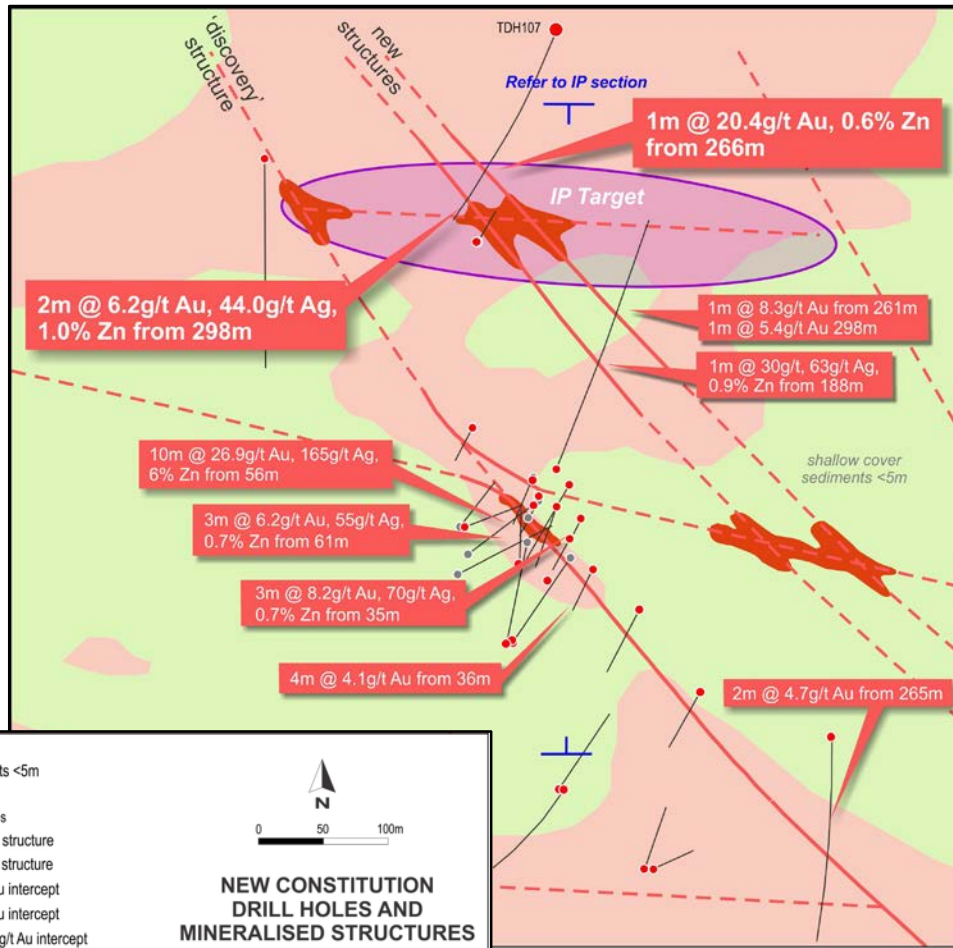 TDH107
'discovery'
structure
new
structures
Refer to IP section
1m @ 20.4g/t Au, 0.6% Zn
from 266m
IP Target
2m @ 6.2g/t Au, 44.0g/t Ag,
1.0% Zn from 298m
1m @ 8.3g/t Au from 261m
1m @ 5.4g/t Au 298m
1m @ 30g/t, 63g/t Ag,
0.9% Zn from 188m
10m @ 26.9g/t Au, 165g/t Ag,
6% Zn from 56m
shallow cover
sediments <5m
3m @ 6.2g/t Au, 55g/t Ag,
0.7% Zn from 61m
3m @ 8.2g/t Au, 70g/t Ag,
0.7% Zn from 35m
4m @ 4.1g/t Au from 36m
2m @ 4.7g/t Au from 265m
ts <5m
s
structure
structure
u intercept
u intercept
g/t Au intercept
N
0 50 100m
NEW CONSTITUTION
DRILL HOLES AND
MINERALISED STRUCTURES